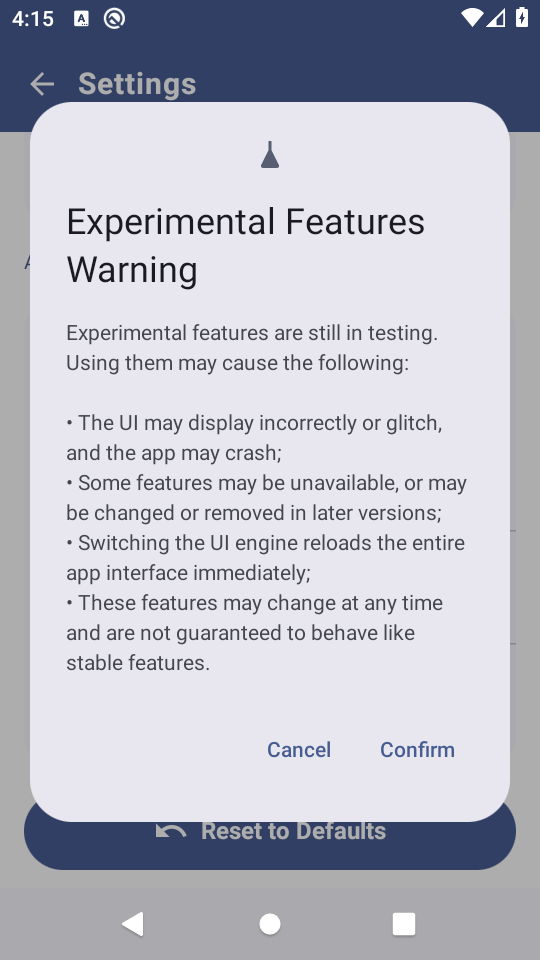 4:15
Settings
Experimental Features
Warning
Experimental features are still in testing.
Using them may cause the following:
• The UI may display incorrectly or glitch,
and the app may crash;
• Some features may be unavailable, or may
be changed or removed in later versions;
• Switching the UI engine reloads the entire
app interface immediately;
• These features may change at any time
and are not guaranteed to behave like
stable features.
Cancel Confirm
Reset to Defaults